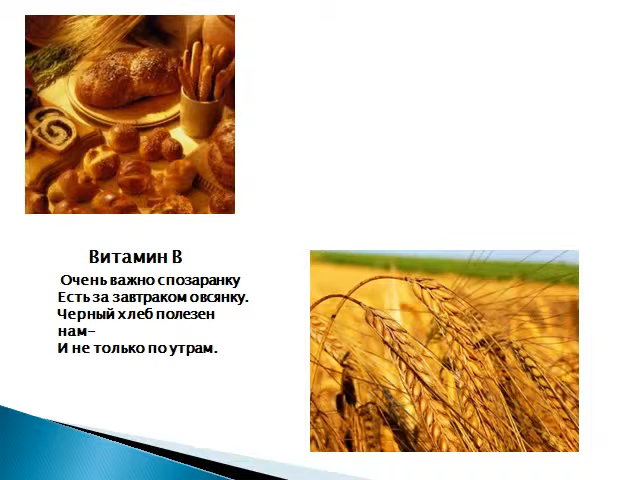 Витамин В
Очень важно спозаранку
Есть за завтраком овсянку.
Черный хлеб полезен
нам-
И не только по утрам.